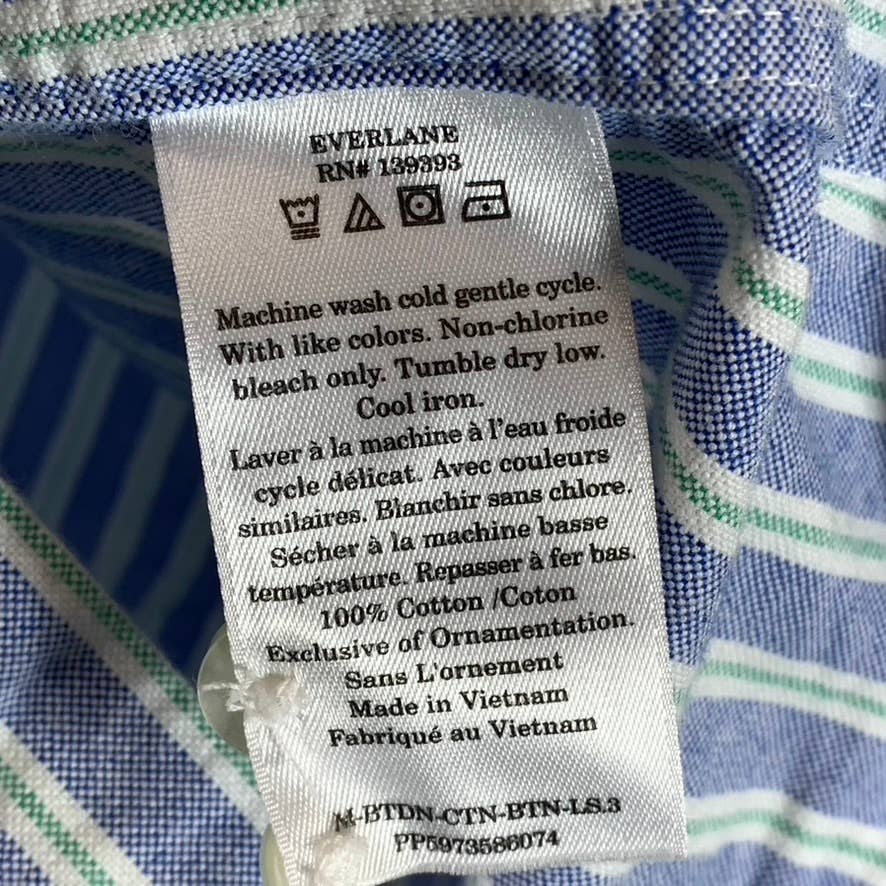 EVERLANE
RN# 139393
Machine wash cold gentle cycle.
With like colors. Non-chlorine
bleach only. Tumble dry low.
Cool iron.
Laver à la machine à l'eau froide
cycle délicat. Avec couleurs
similaires. Blanchir sans chlore.
Sécher à la machine basse
température. Repasser à fer bas.
100% Cotton /Coton
Exclusive of Ornamentation.
Sans L'ornement
Made in Vietnam
Fabriqué au Vietnam
M-BTDN-CTN-BTN-LS.3
PP5973586074